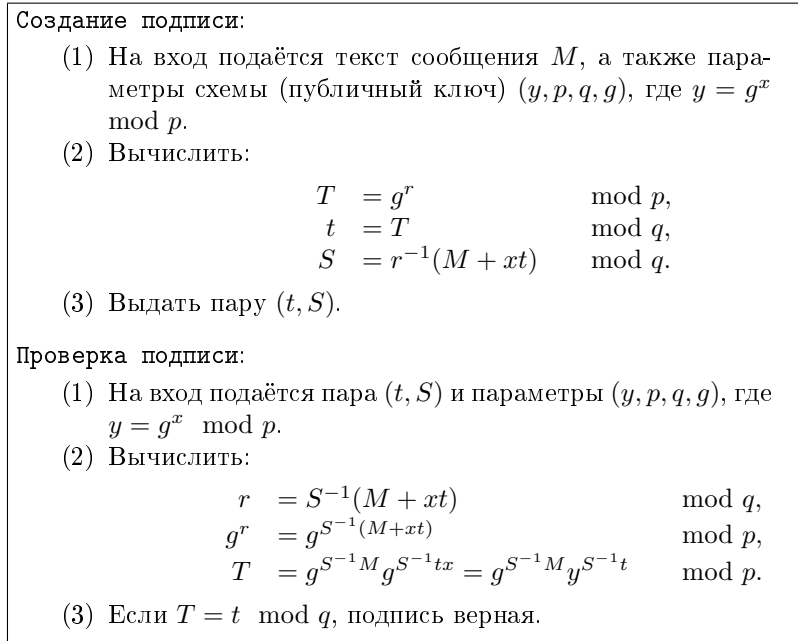 Создание подписи:
(1) На вход подаётся текст сообщения M, а также пара-
метры схемы (публичный ключ) (y, p, q, g), где y = g^x
mod p.
(2) Вычислить:
T = g^r mod p,
t = T mod q,
S = r^{-1}(M + xt) mod q.
(3) Выдать пару (t, S).
Проверка подписи:
(1) На вход подаётся пара (t, S) и параметры (y, p, q, g), где
y = g^x mod p.
(2) Вычислить:
r = S^{-1}(M + xt) mod q,
g^r = g^{S^{-1}(M+xt)} mod p,
T = g^{S^{-1}M} g^{S^{-1}tx} = g^{S^{-1}M} y^{S^{-1}t} mod p.
(3) Если T = t mod q, подпись верная.